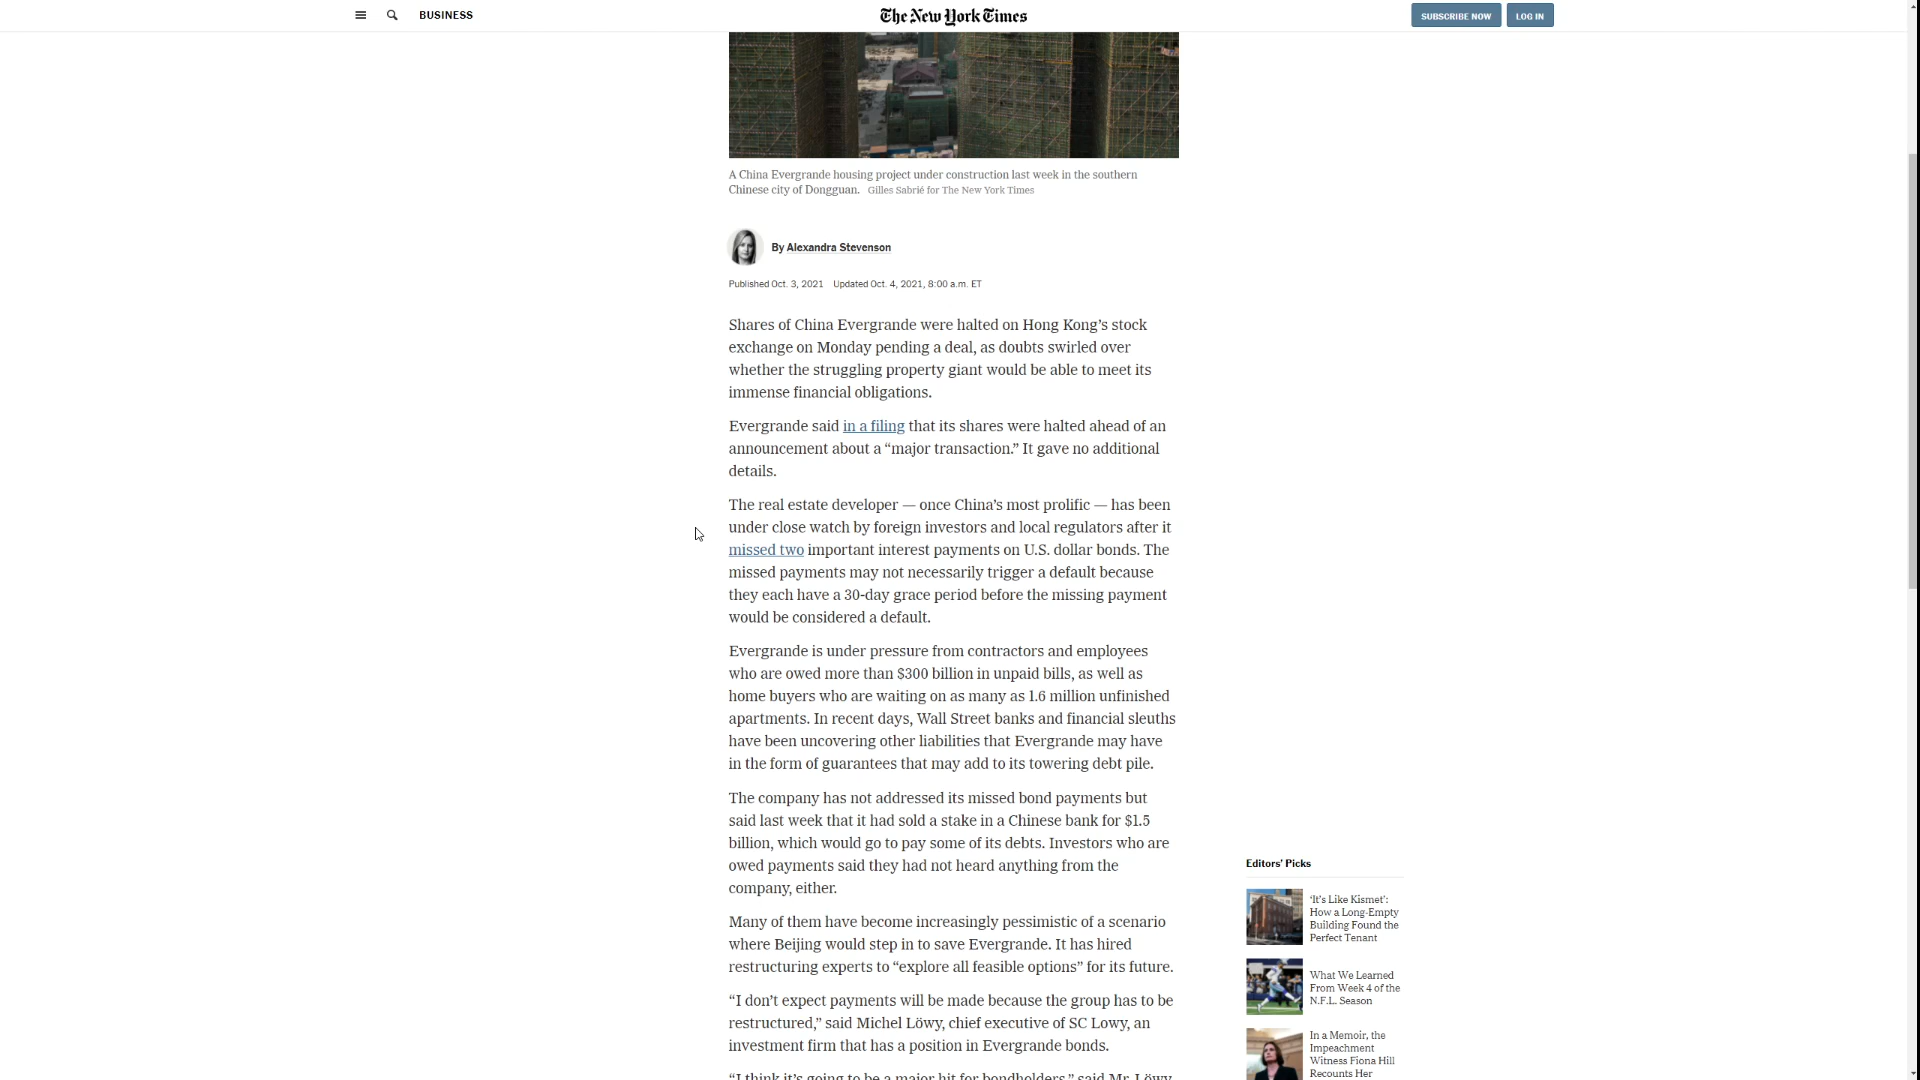 BUSINESS
The New York Times
SUBSCRIBE NOW
LOG IN
A China Evergrande housing project under construction last week in the southern
Chinese city of Dongguan. Gilles Sabrié for The New York Times
By Alexandra Stevenson
Published Oct. 3, 2021 Updated Oct. 4, 2021, 8:00 a.m. ET
Shares of China Evergrande were halted on Hong Kong’s stock
exchange on Monday pending a deal, as doubts swirled over
whether the struggling property giant would be able to meet its
immense financial obligations.
Evergrande said in a filing that its shares were halted ahead of an
announcement about a “major transaction.” It gave no additional
details.
The real estate developer — once China’s most prolific — has been
under close watch by foreign investors and local regulators after it
missed two important interest payments on U.S. dollar bonds. The
missed payments may not necessarily trigger a default because
they each have a 30-day grace period before the missing payment
would be considered a default.
Evergrande is under pressure from contractors and employees
who are owed more than $300 billion in unpaid bills, as well as
home buyers who are waiting on as many as 1.6 million unfinished
apartments. In recent days, Wall Street banks and financial sleuths
have been uncovering other liabilities that Evergrande may have
in the form of guarantees that may add to its towering debt pile.
The company has not addressed its missed bond payments but
said last week that it had sold a stake in a Chinese bank for $1.5
billion, which would go to pay some of its debts. Investors who are
owed payments said they had not heard anything from the
company, either.
Many of them have become increasingly pessimistic of a scenario
where Beijing would step in to save Evergrande. It has hired
restructuring experts to “explore all feasible options” for its future.
“I don’t expect payments will be made because the group has to be
restructured,” said Michel Löwy, chief executive of SC Lowy, an
investment firm that has a position in Evergrande bonds.
“I think it’s going to be a major hit for bondholders,” said Mr. Löwy,
Editors’ Picks
‘It’s Like Kismet’:
How a Long-Empty
Building Found the
Perfect Tenant
What We Learned
From Week 4 of the
N.F.L. Season
In a Memoir, the
Impeachment
Witness Fiona Hill
Recounts Her